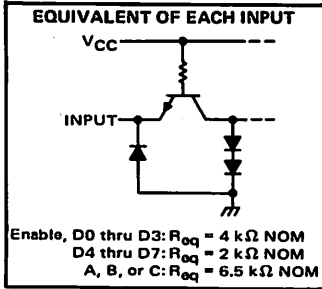 EQUIVALENT OF EACH INPUT
VCC
INPUT
Enable, D0 thru D3: Req = 4 kΩ NOM
D4 thru D7: Req = 2 kΩ NOM
A, B, or C: Req = 6.5 kΩ NOM